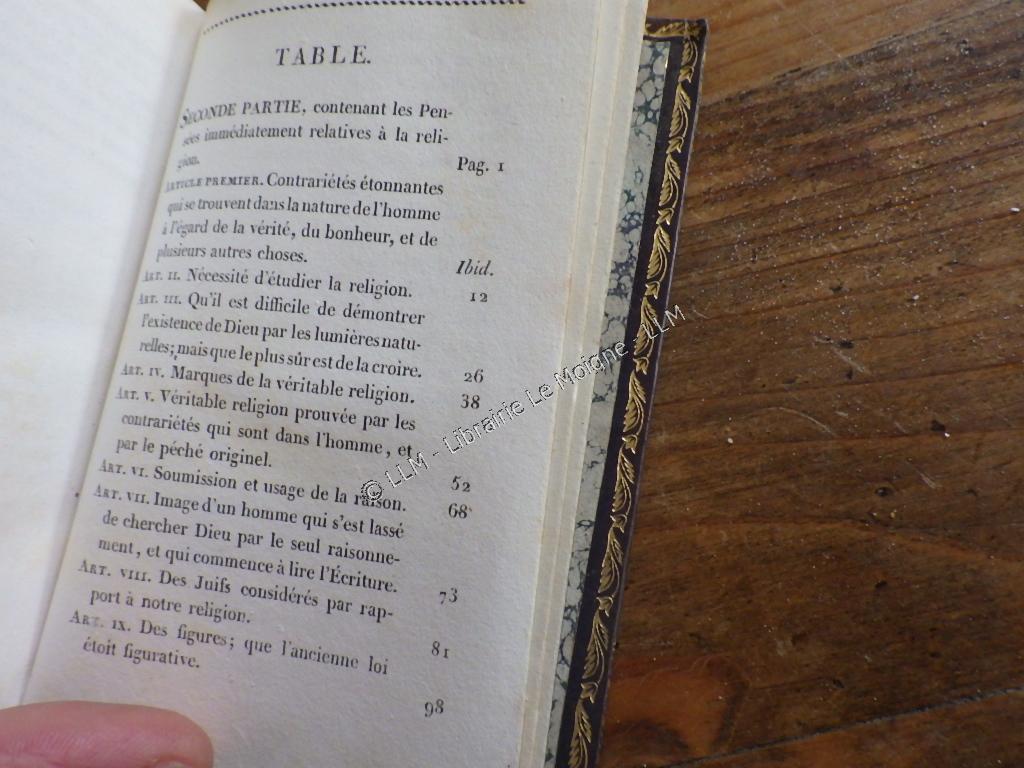 TABLE.
SECONDE PARTIE, contenant les Pen-
sées immédiatement relatives à la reli-
gion. Pag. 1
ARTICLE PREMIER. Contrariétés étonnantes
qui se trouvent dans la nature de l'homme
à l'égard de la vérité, du bonheur, et de
plusieurs autres choses. Ibid.
ART. II. Nécessité d'étudier la religion. 12
ART. III. Qu'il est difficile de démontrer
l'existence de Dieu par les lumières natu-
relles; mais que le plus sûr est de la croire. 26
ART. IV. Marques de la véritable religion. 38
ART. V. Véritable religion prouvée par les
contrariétés qui sont dans l'homme, et
par le péché originel. 52
ART. VI. Soumission et usage de la raison. 68
ART. VII. Image d'un homme qui s'est lassé
de chercher Dieu par le seul raisonne-
ment, et qui commence à lire l'Écriture. 73
ART. VIII. Des Juifs considérés par rap-
port à notre religion. 81
ART. IX. Des figures; que l'ancienne loi
étoit figurative. 98
© LLM - Librairie Le Moigne - LLM